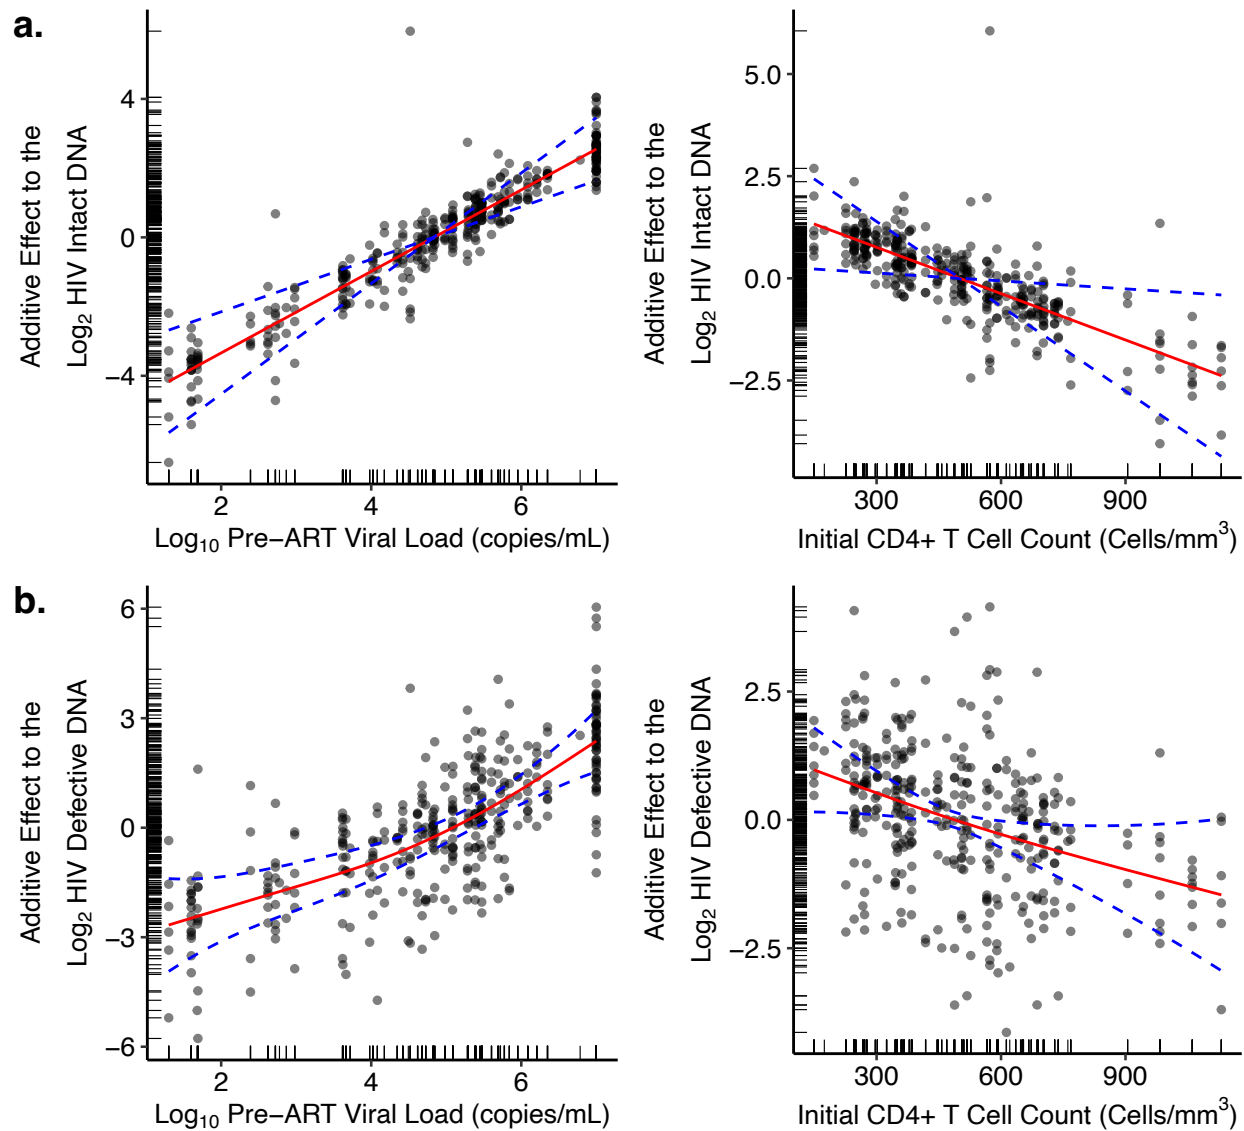 a.
Additive Effect to the
Log₂ HIV Intact DNA
4
0
−4
2
4
6
Log₁₀ Pre−ART Viral Load (copies/mL)
Additive Effect to the
Log₂ HIV Intact DNA
5.0
2.5
0.0
−2.5
300
600
900
Initial CD4+ T Cell Count (Cells/mm³)
b.
Additive Effect to the
Log₂ HIV Defective DNA
6
3
0
−3
−6
2
4
6
Log₁₀ Pre−ART Viral Load (copies/mL)
Additive Effect to the
Log₂ HIV Defective DNA
2.5
0.0
−2.5
300
600
900
Initial CD4+ T Cell Count (Cells/mm³)